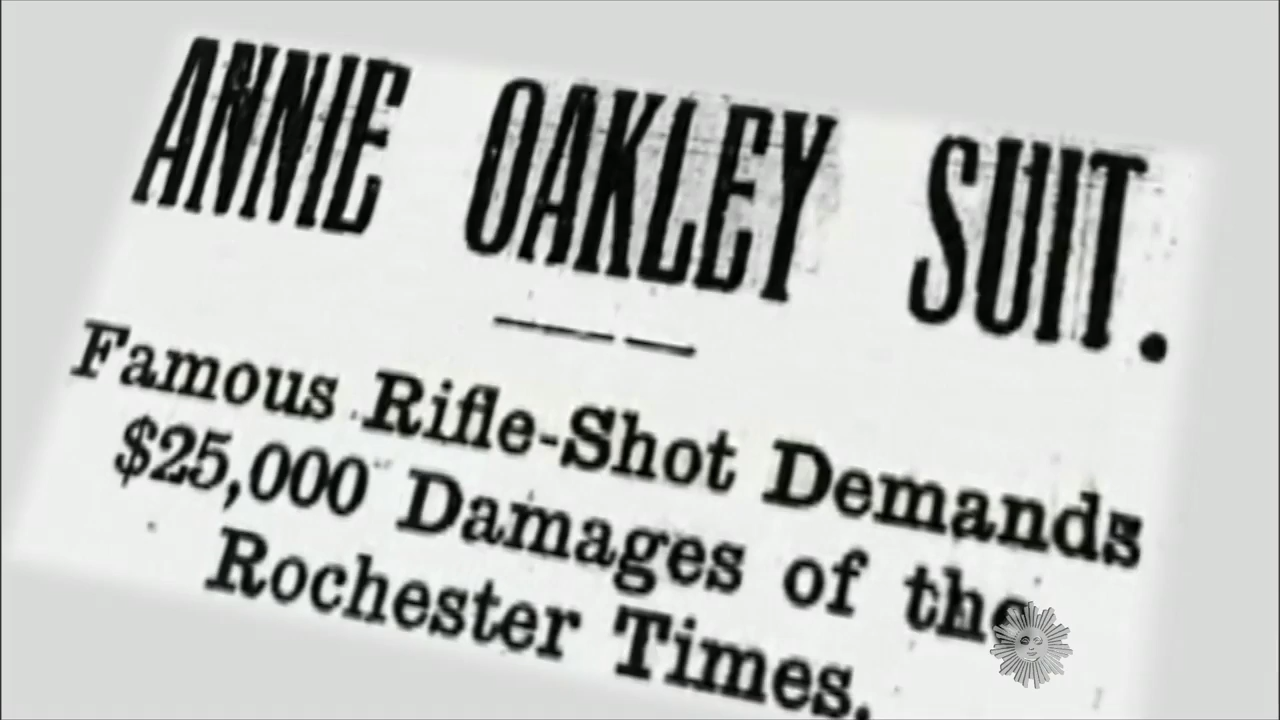 ANNIE OAKLEY SUIT.
Famous Rifle-Shot Demands
$25,000 Damages of the
Rochester Times.